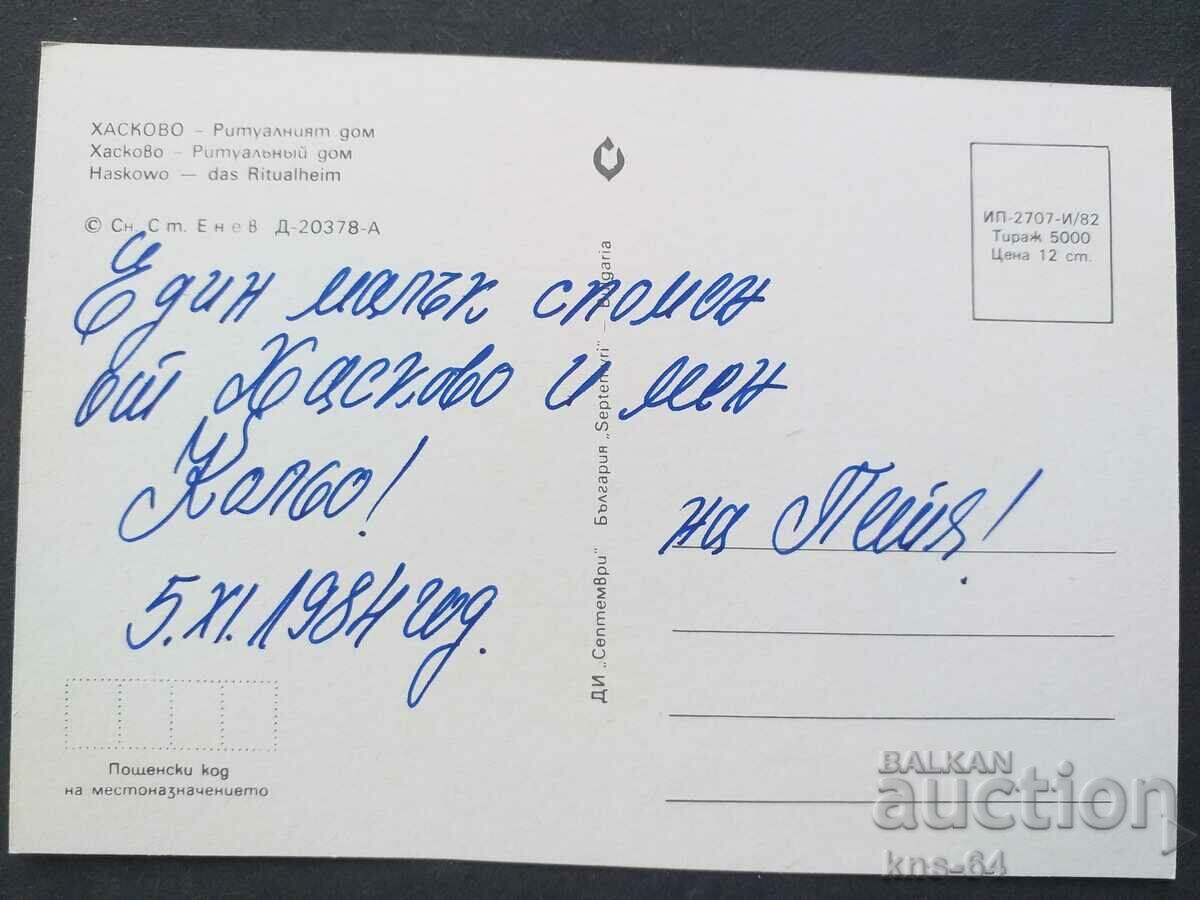 ХАСКОВО – Ритуалният дом
Хасково – Ритуальный дом
Haskowo — das Ritualheim
© Сн. Ст. Енев Д-20378-А
Един малък спомен
от Хасково и мен
Кольо!
5.XI.1984 год.
Пощенски код
на местоназначението
ДИ „Септември" България „Septemvri" – Bulgaria
ИП-2707-И/82
Тираж 5000
Цена 12 ст.
на Пейя!
BALKAN
auction
kns-64